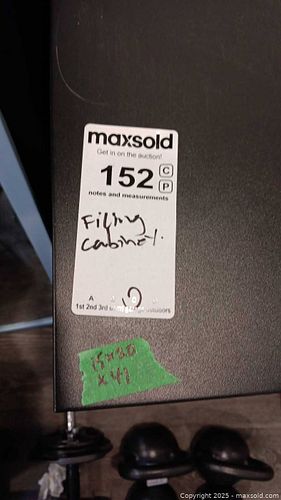 maxsold
Get in on the auction!
152 C
P
notes and measurements
Filing
Cabinet.
A
1st 2nd 3rd
15x30
x41
Copyright 2025 - maxsold.com